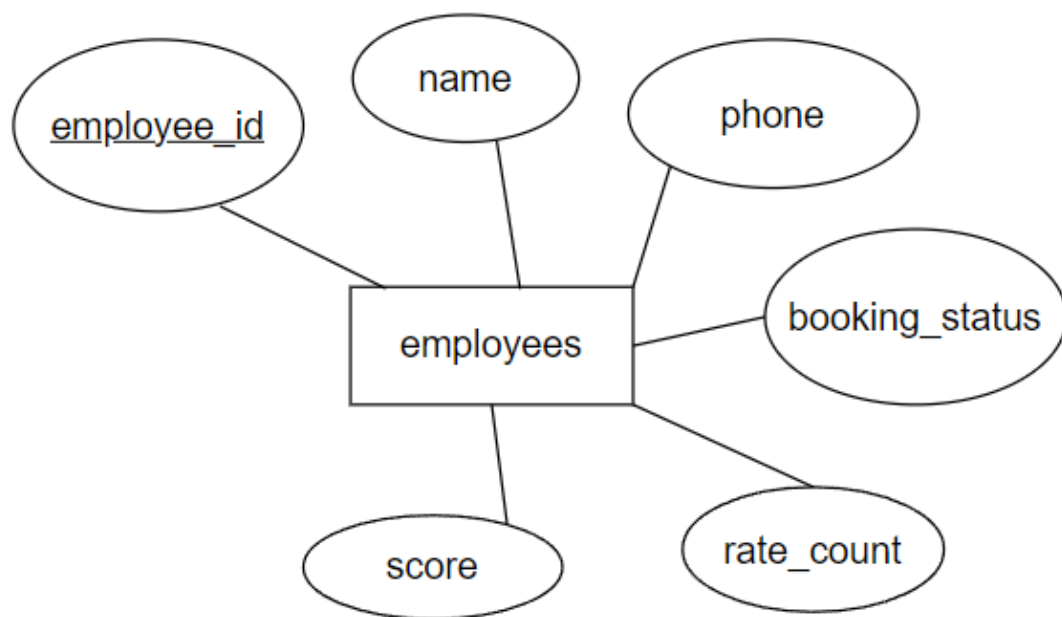 name
phone
employee_id
booking_status
employees
rate_count
score